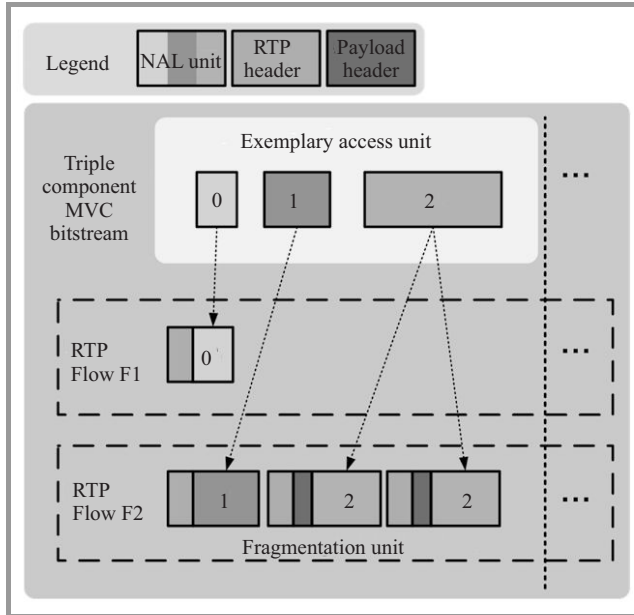 Legend
NAL unit
RTP
header
Payload
header
Exemplary access unit
Triple
component
MVC
bitstream
0
1
2
...
RTP
Flow F1
0
...
RTP
Flow F2
1
2
2
...
Fragmentation unit